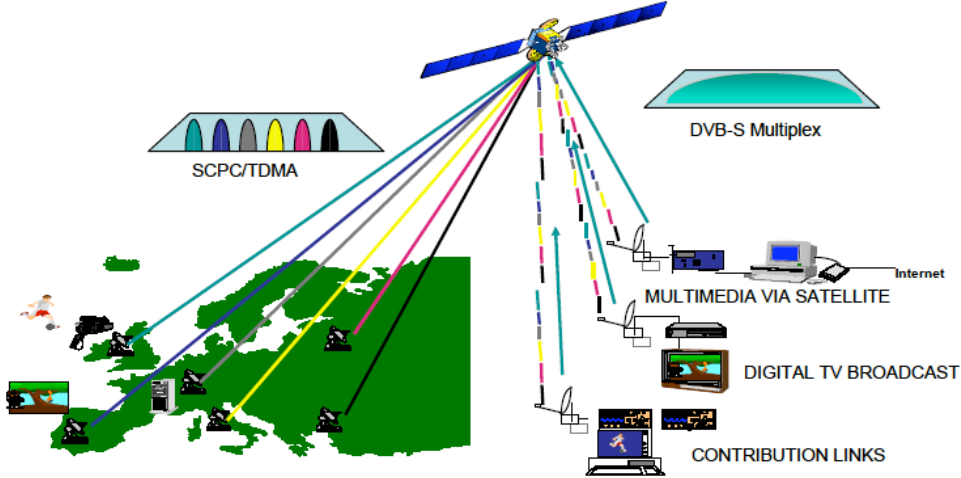 DVB-S Multiplex
SCPC/TDMA
Internet
MULTIMEDIA VIA SATELLITE
DIGITAL TV BROADCAST
CONTRIBUTION LINKS